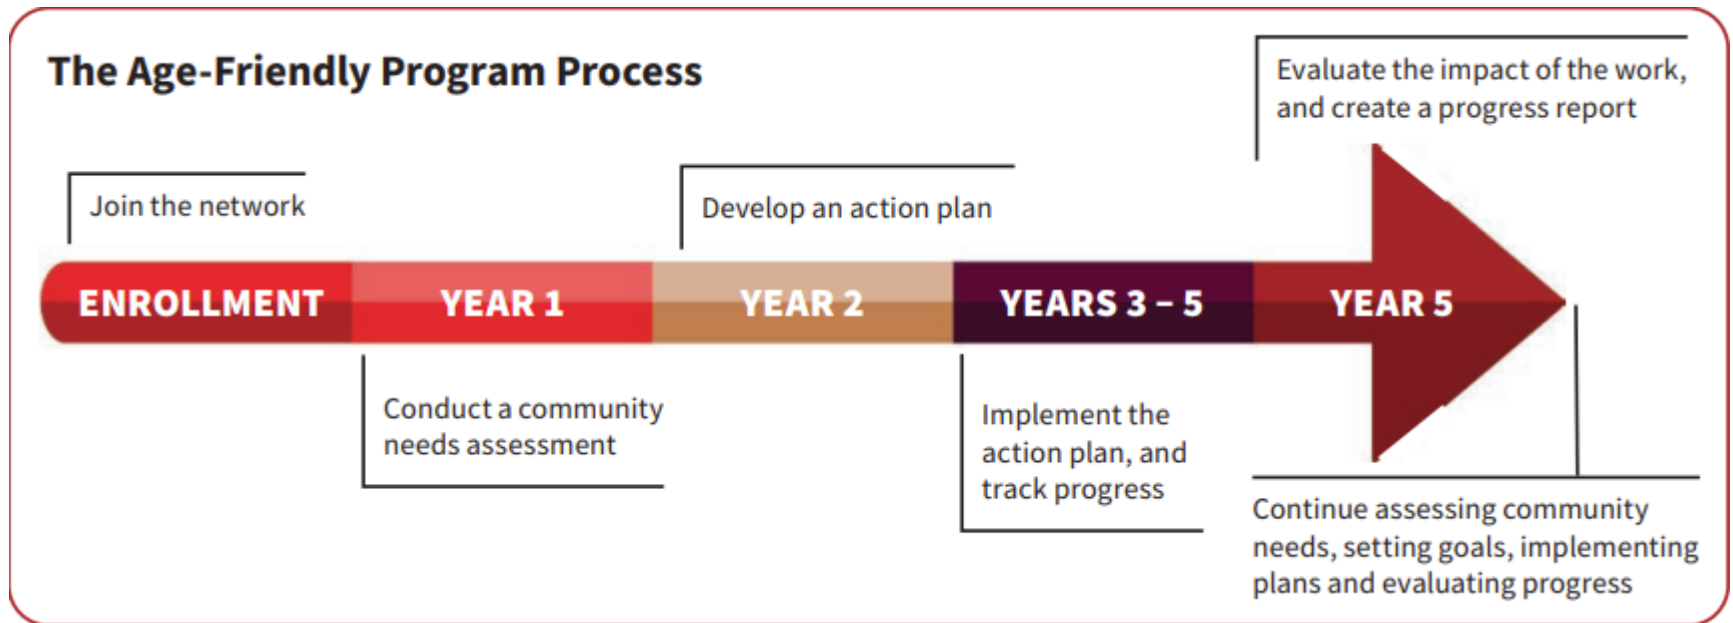 The Age-Friendly Program Process
Join the network
Develop an action plan
Evaluate the impact of the work,
and create a progress report
ENROLLMENT
YEAR 1
YEAR 2
YEARS 3 – 5
YEAR 5
Conduct a community
needs assessment
Implement the
action plan, and
track progress
Continue assessing community
needs, setting goals, implementing
plans and evaluating progress